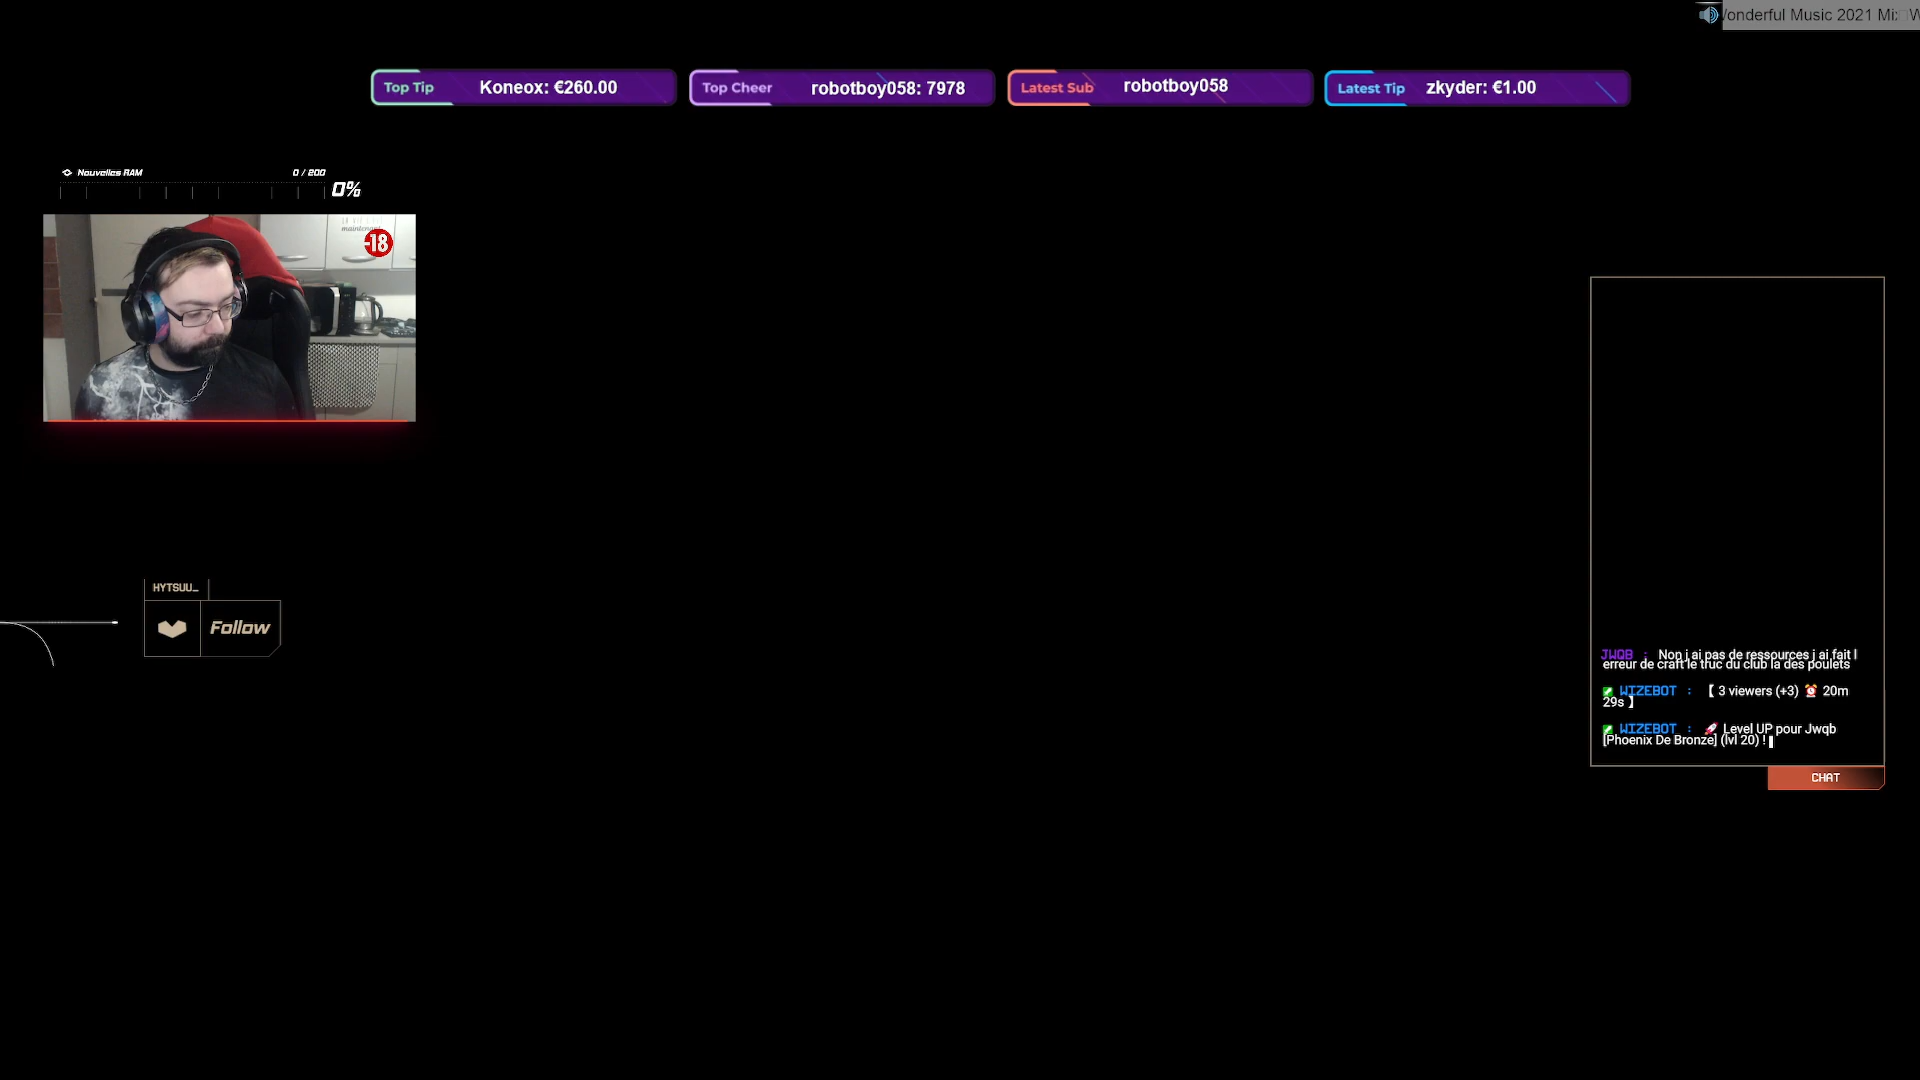 Wonderful Music 2021 Mix
Top Tip Koneox: €260.00
Top Cheer robotboy058: 7978
Latest Sub robotboy058
Latest Tip zkyder: €1.00
Nouvelles RAM 0 / 200
0%
maintenant
-18
HYTSUU_
Follow
JWQB : Non j ai pas de ressources j ai fait l
erreur de craft le truc du club la des poulets
WIZEBOT : 【 3 viewers (+3) ⏰ 20m
29s 】
WIZEBOT : 🚀 Level UP pour Jwqb
[Phoenix De Bronze] (lvl 20) !
CHAT